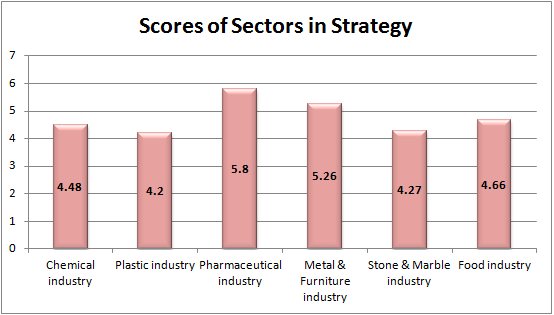 Scores of Sectors in Strategy
7
6
5
4
3
2
1
0
4.48
4.2
5.8
5.26
4.27
4.66
Chemical
industry
Plastic industry
Pharmaceutical
industry
Metal &
Furniture
industry
Stone & Marble
industry
Food industry